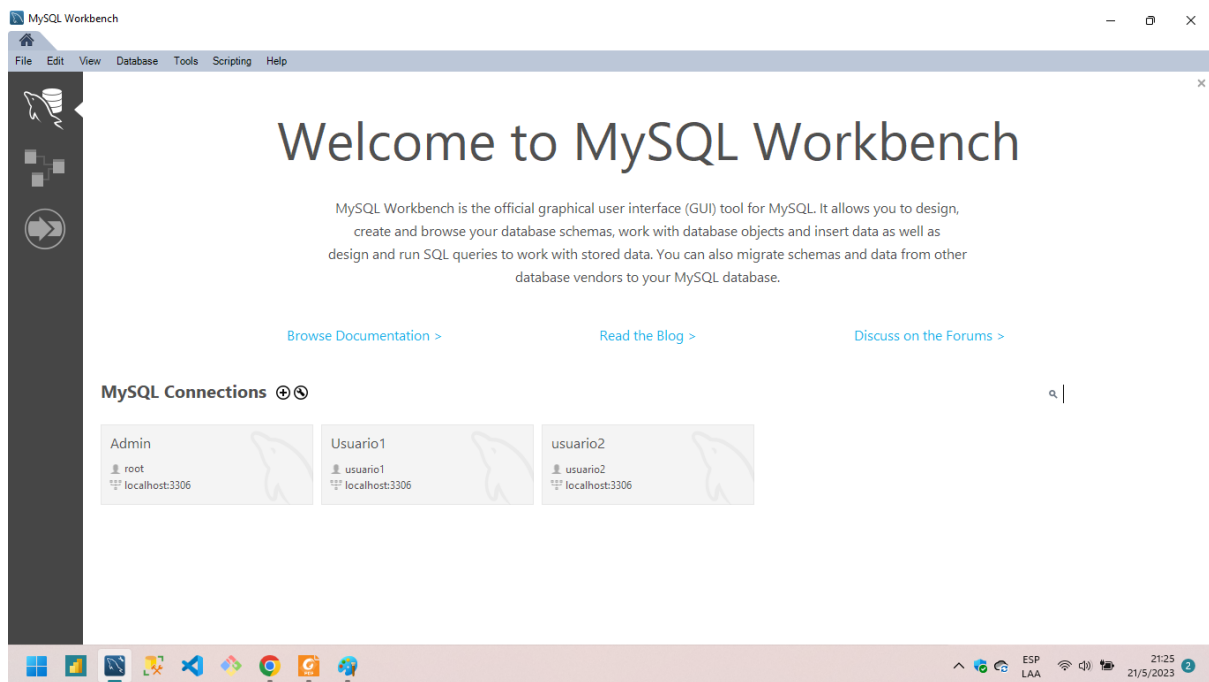 MySQL Workbench
File Edit View Database Tools Scripting Help
Welcome to MySQL Workbench
MySQL Workbench is the official graphical user interface (GUI) tool for MySQL. It allows you to design,
create and browse your database schemas, work with database objects and insert data as well as
design and run SQL queries to work with stored data. You can also migrate schemas and data from other
database vendors to your MySQL database.
Browse Documentation > Read the Blog > Discuss on the Forums >
MySQL Connections
Admin Usuario1 usuario2
root usuario1 usuario2
localhost:3306 localhost:3306 localhost:3306
ESP 21:25
LAA 21/5/2023 2